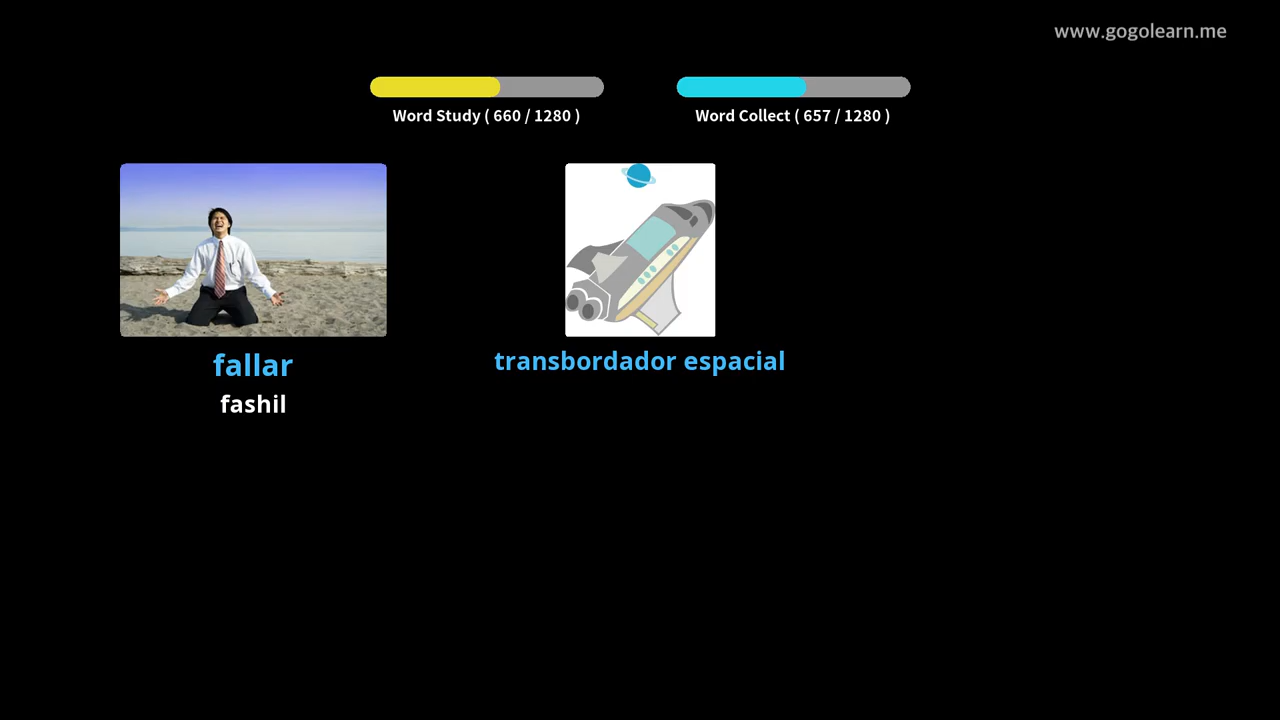 www.gogolearn.me
Word Study ( 660 / 1280 )
Word Collect ( 657 / 1280 )
fallar
fashil
transbordador espacial